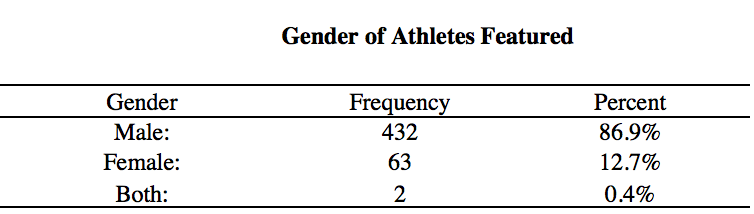 Gender of Athletes Featured
Gender Frequency Percent
Male: 432 86.9%
Female: 63 12.7%
Both: 2 0.4%